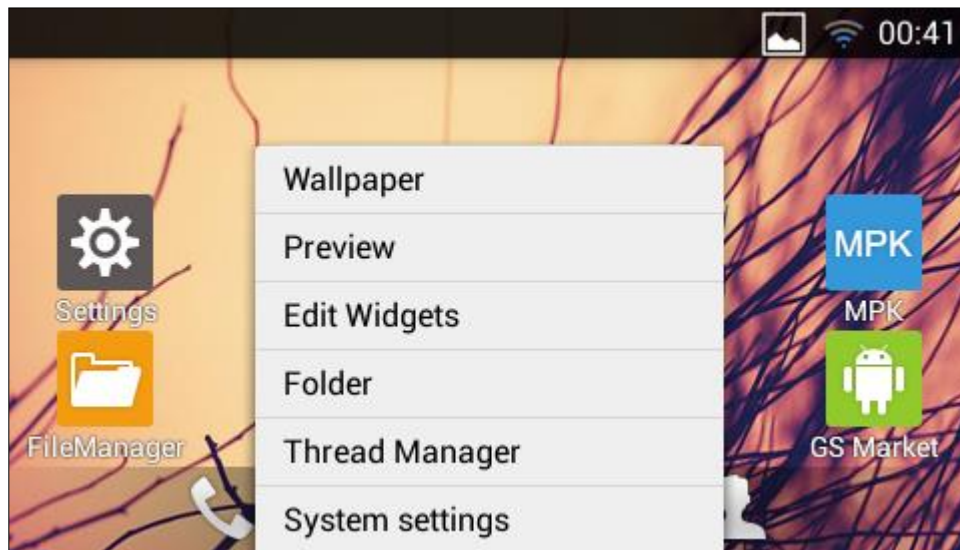 00:41
Wallpaper
Preview
Edit Widgets
Folder
Thread Manager
System settings
Settings
FileManager
MPK
MPK
GS Market